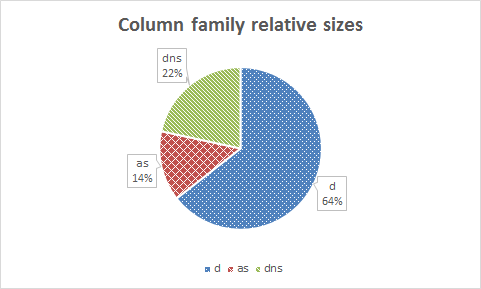 Column family relative sizes
dns
22%
as
14%
d
64%
d as dns